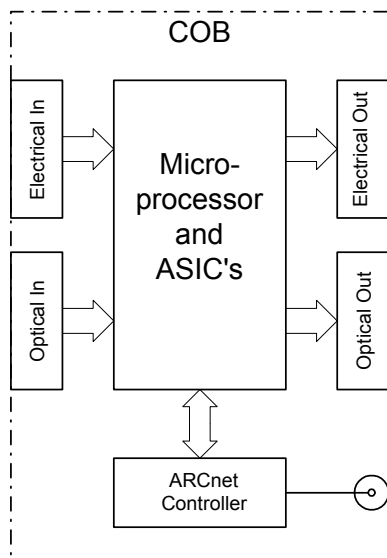 COB
Electrical In
Micro-
processor
and
ASIC's
Electrical Out
Optical In
Optical Out
ARCnet
Controller